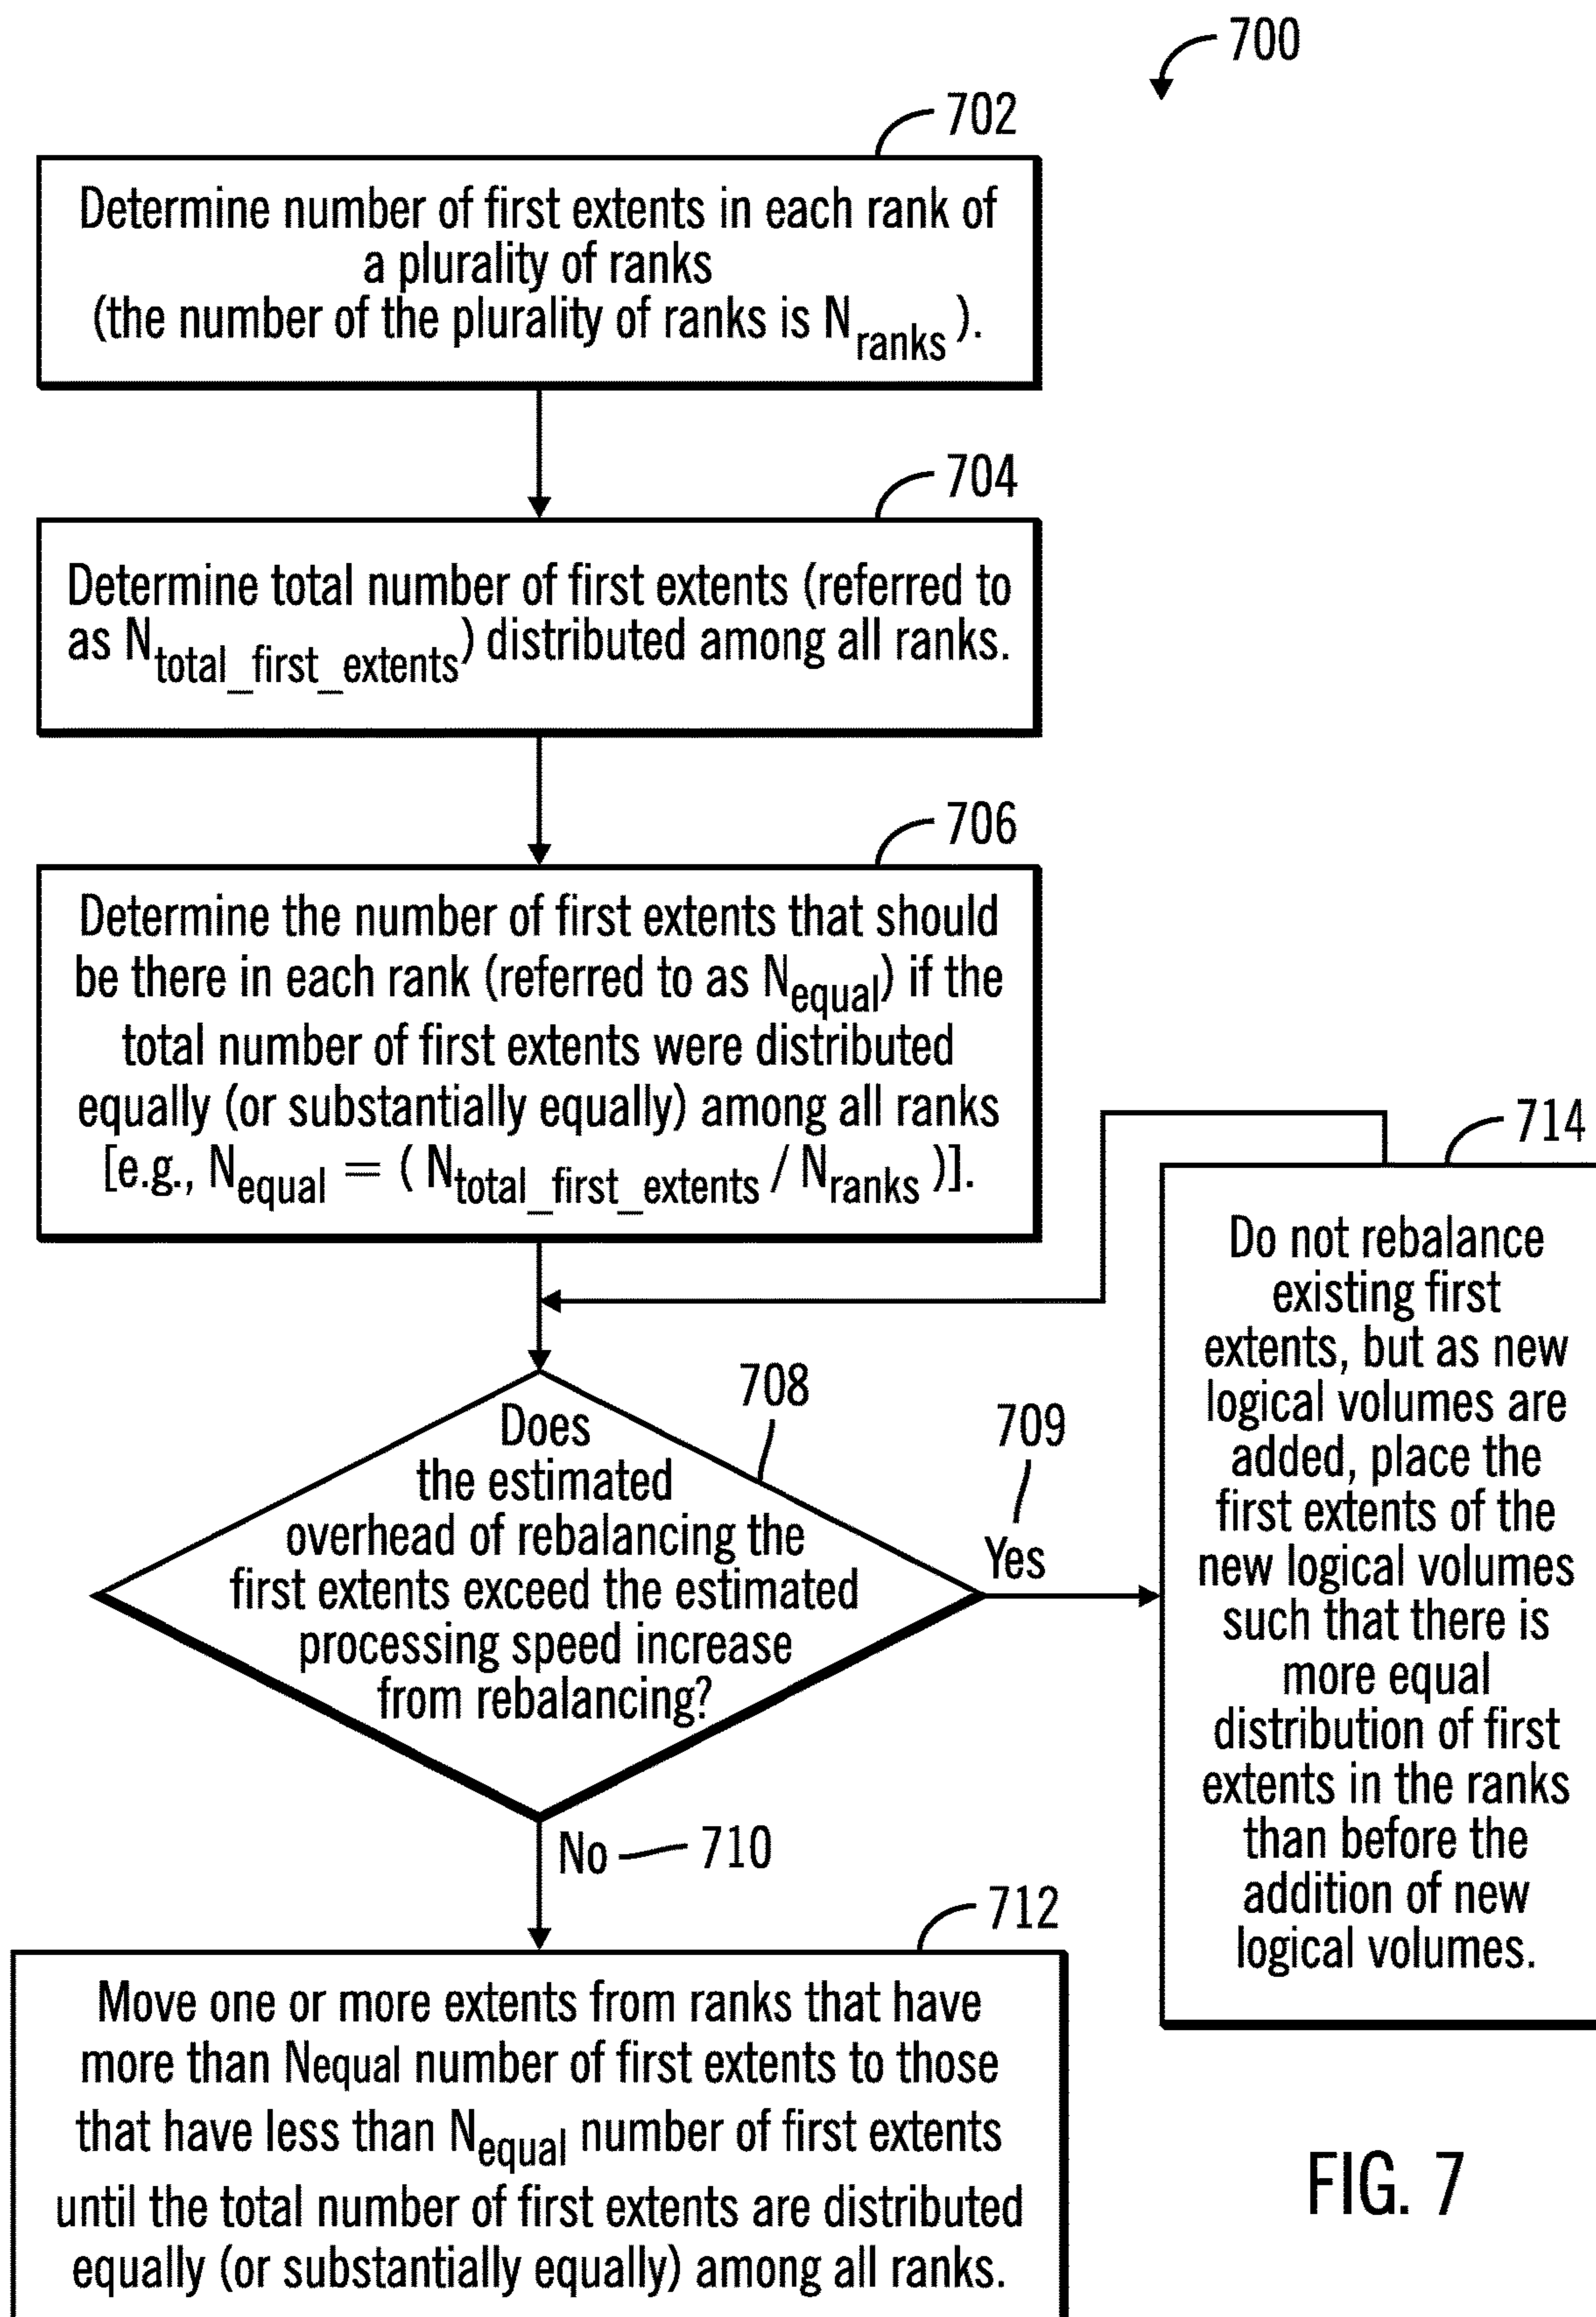 700
702
Determine number of first extents in each rank of
a plurality of ranks
(the number of the plurality of ranks is N ranks ).
704
Determine total number of first extents (referred to
as N total_first_extents) distributed among all ranks.
706
Determine the number of first extents that should
be there in each rank (referred to as N equal) if the
total number of first extents were distributed
equally (or substantially equally) among all ranks
[e.g., N equal = ( N total_first_extents / N ranks )].
708
Does
the estimated
overhead of rebalancing the
first extents exceed the estimated
processing speed increase
from rebalancing?
709
Yes
714
Do not rebalance
existing first
extents, but as new
logical volumes are
added, place the
first extents of the
new logical volumes
such that there is
more equal
distribution of first
extents in the ranks
than before the
addition of new
logical volumes.
No
710
712
Move one or more extents from ranks that have
more than Nequal number of first extents to those
that have less than N equal number of first extents
until the total number of first extents are distributed
equally (or substantially equally) among all ranks.
FIG. 7